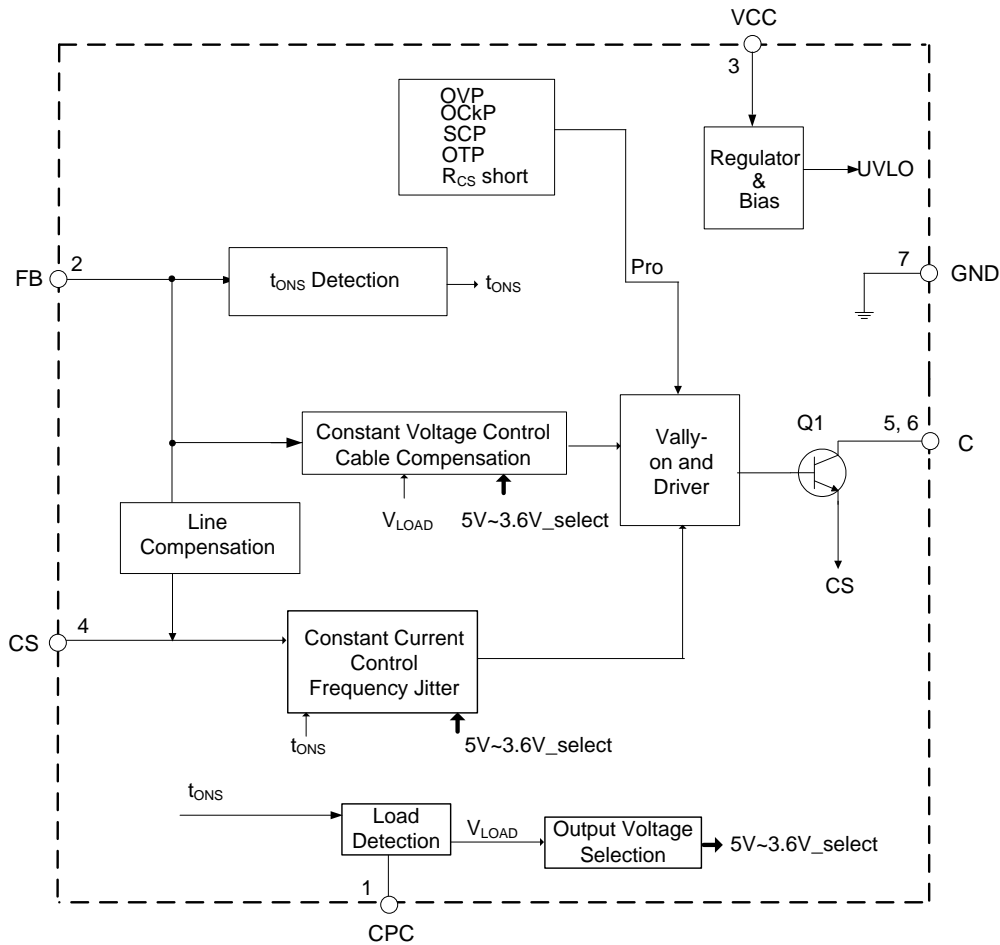 VCC
3
OVP
OCkP
SCP
OTP
RCS short
Regulator
&
Bias
UVLO
FB
2
tONS Detection
tONS
Pro
7
GND
Constant Voltage Control
Cable Compensation
VLOAD
5V~3.6V_select
Vally-
on and
Driver
Q1
5, 6
C
CS
Line
Compensation
CS
4
Constant Current
Control
Frequency Jitter
tONS
5V~3.6V_select
tONS
Load
Detection
VLOAD
Output Voltage
Selection
5V~3.6V_select
1
CPC